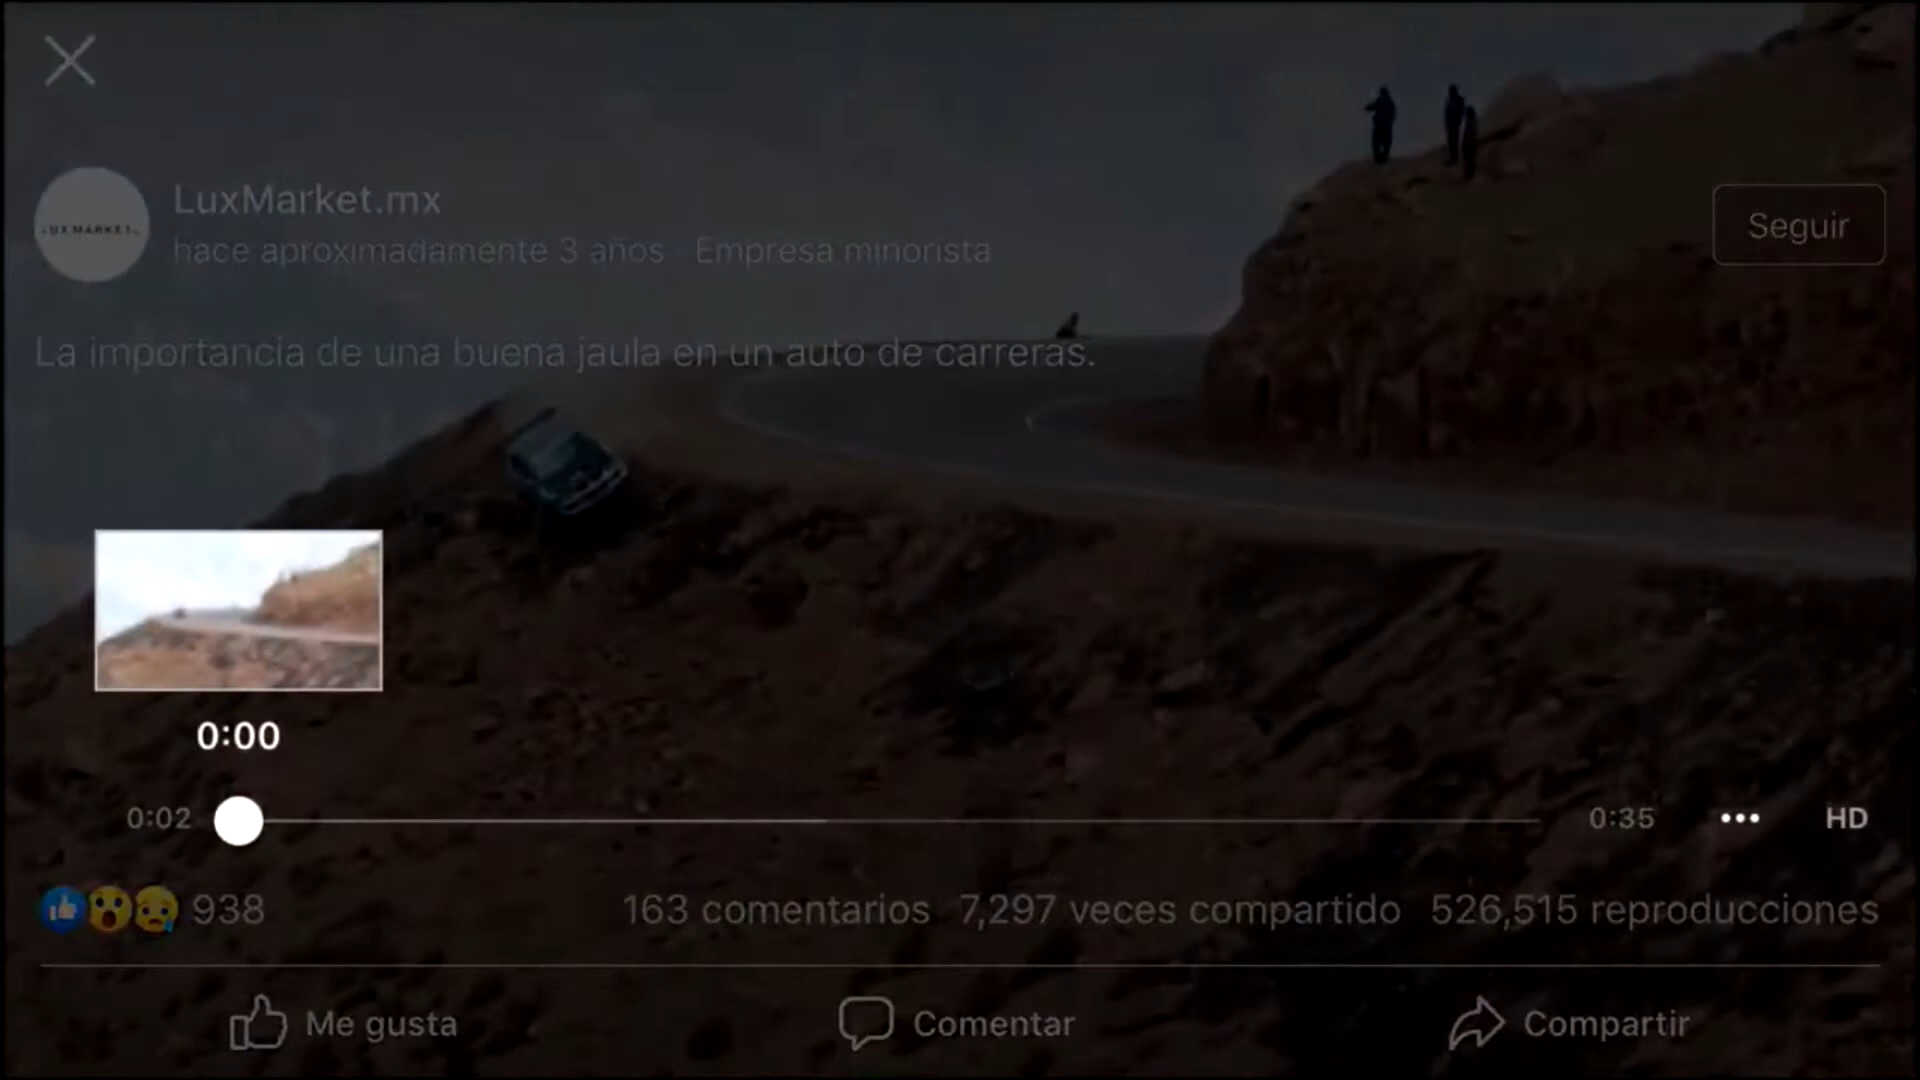 LuxMarket.mx
LUX MARKET.
hace aproximadamente 3 años · Empresa minorista
Seguir
La importancia de una buena jaula en un auto de carreras.
0:00
0:02
0:35
HD
938
163 comentarios 7,297 veces compartido 526,515 reproducciones
Me gusta
Comentar
Compartir